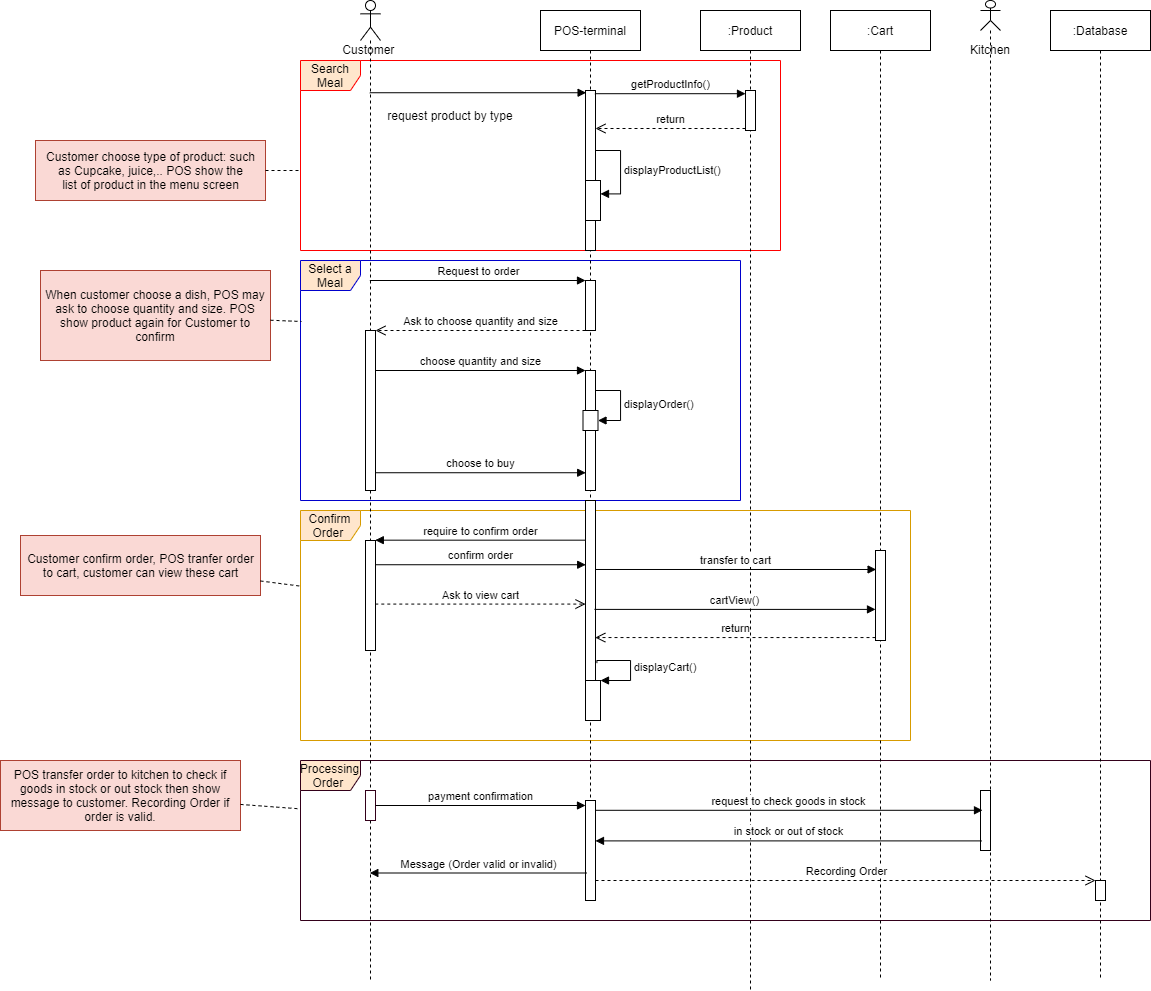 Customer
POS-terminal
:Product
:Cart
Kitchen
:Database
Search
Meal
getProductInfo()
request product by type
return
displayProductList()
Customer choose type of product: such
as Cupcake, juice,.. POS show the
list of product in the menu screen
Select a
Meal
Request to order
When customer choose a dish, POS may
ask to choose quantity and size. POS
show product again for Customer to
confirm
Ask to choose quantity and size
choose quantity and size
displayOrder()
choose to buy
Confirm
Order
require to confirm order
confirm order
transfer to cart
Customer confirm order, POS tranfer order
to cart, customer can view these cart
Ask to view cart
cartView()
return
displayCart()
Processing
Order
POS transfer order to kitchen to check if
goods in stock or out stock then show
message to customer. Recording Order if
order is valid.
payment confirmation
request to check goods in stock
in stock or out of stock
Message (Order valid or invalid)
Recording Order